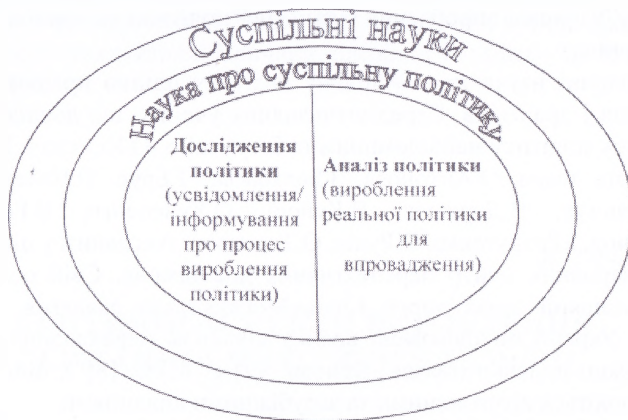 Суспільні науки
Наука про суспільну політику
Дослідження
політики
(усвідомлення/
інформування
про процес
вироблення
політики)
Аналіз політики
(вироблення
реальної політики
для
впровадження)